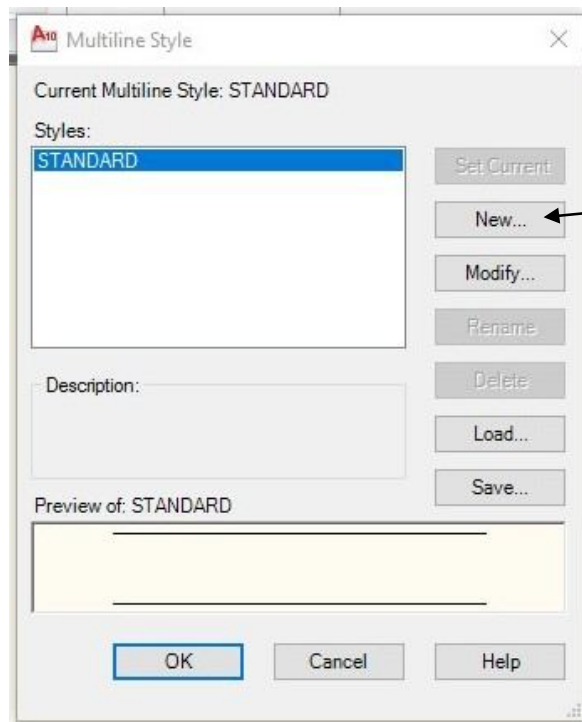 A10 Multiline Style
Current Multiline Style: STANDARD
Styles:
STANDARD
Set Current
New...
Modify...
Rename
Delete
Description:
Load...
Save...
Preview of: STANDARD
OK Cancel Help